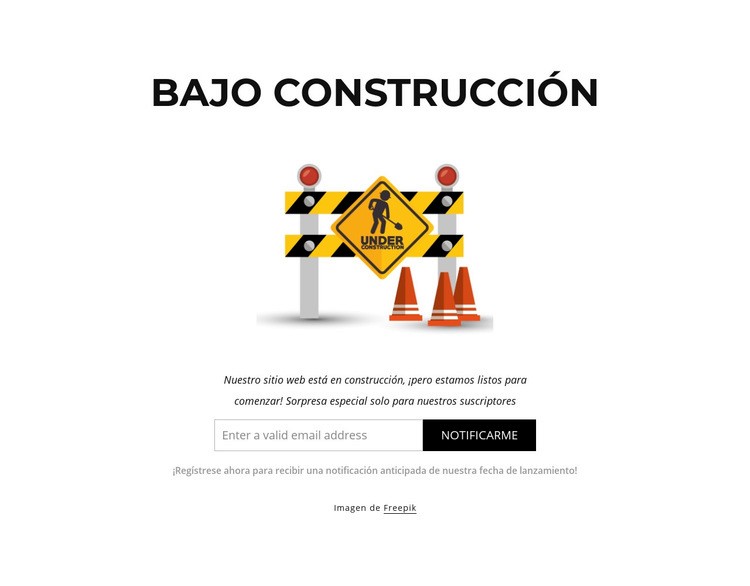 BAJO CONSTRUCCIÓN
UNDER
CONSTRUCTION
Nuestro sitio web está en construcción, ¡pero estamos listos para
comenzar! Sorpresa especial solo para nuestros suscriptores
Enter a valid email address
NOTIFICARME
¡Regístrese ahora para recibir una notificación anticipada de nuestra fecha de lanzamiento!
Imagen de Freepik